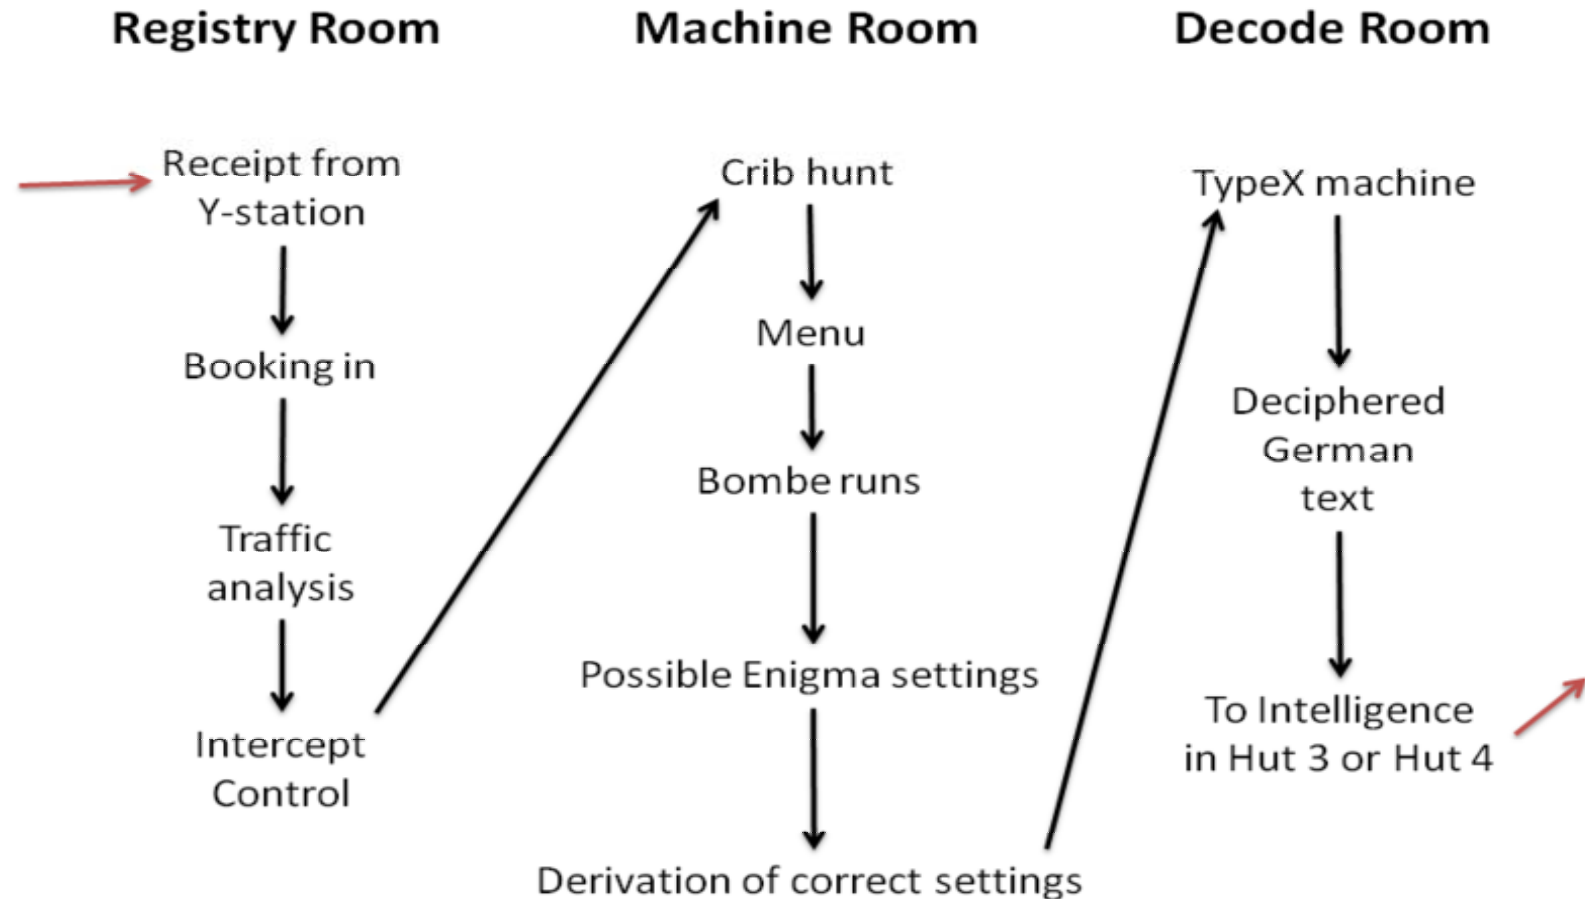 Registry Room
Receipt from
Y-station
Booking in
Traffic
analysis
Intercept
Control
Machine Room
Crib hunt
Menu
Bombe runs
Possible Enigma settings
Derivation of correct settings
Decode Room
TypeX machine
Deciphered
German
text
To Intelligence
in Hut 3 or Hut 4